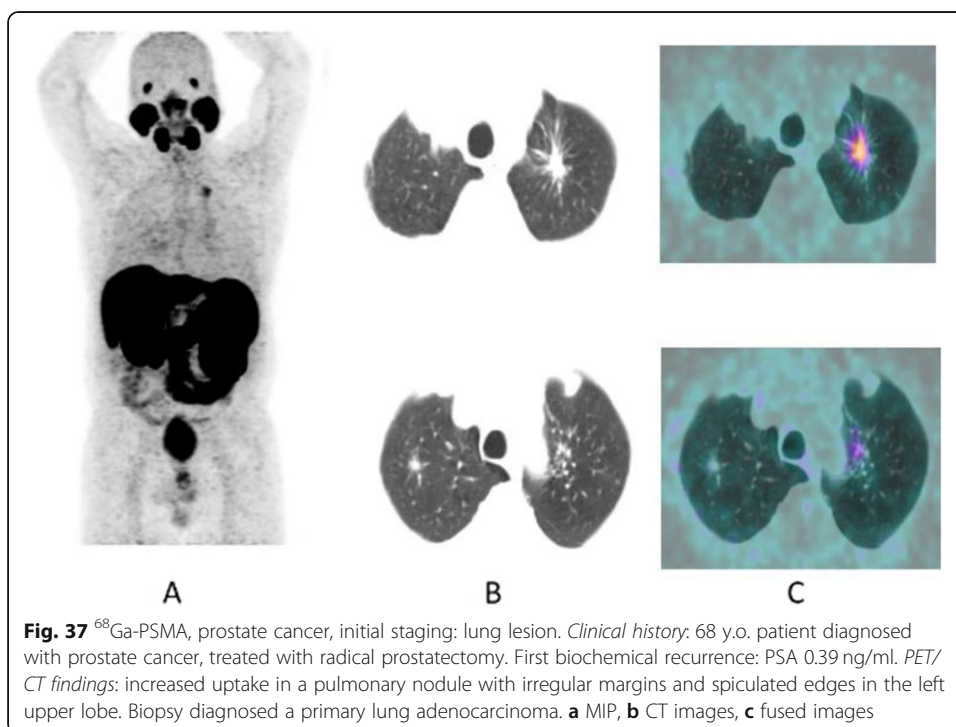 A B C
Fig. 37 ⁶⁸Ga-PSMA, prostate cancer, initial staging: lung lesion. Clinical history: 68 y.o. patient diagnosed
with prostate cancer, treated with radical prostatectomy. First biochemical recurrence: PSA 0.39 ng/ml. PET/
CT findings: increased uptake in a pulmonary nodule with irregular margins and spiculated edges in the left
upper lobe. Biopsy diagnosed a primary lung adenocarcinoma. a MIP, b CT images, c fused images